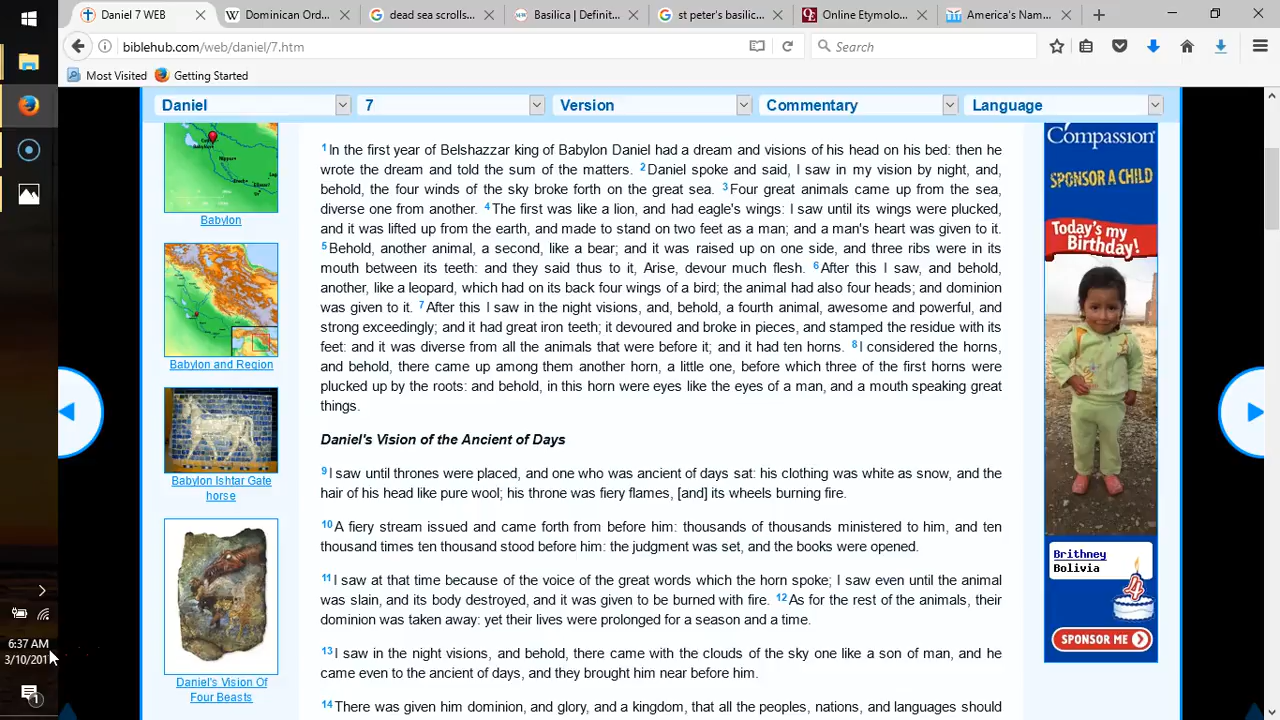 Daniel 7 WEB
Dominican Ord...
dead sea scrolls...
Basilica | Definit...
st peter's basilic...
Online Etymolo...
America's Nam...
biblehub.com/web/daniel/7.htm
Search
Most Visited
Getting Started
Daniel
7
Version
Commentary
Language
1In the first year of Belshazzar king of Babylon Daniel had a dream and visions of his head on his bed: then he
wrote the dream and told the sum of the matters. 2Daniel spoke and said, I saw in my vision by night, and,
behold, the four winds of the sky broke forth on the great sea. 3Four great animals came up from the sea,
diverse one from another. 4The first was like a lion, and had eagle's wings: I saw until its wings were plucked,
and it was lifted up from the earth, and made to stand on two feet as a man; and a man's heart was given to it.
5Behold, another animal, a second, like a bear; and it was raised up on one side, and three ribs were in its
mouth between its teeth: and they said thus to it, Arise, devour much flesh. 6After this I saw, and behold,
another, like a leopard, which had on its back four wings of a bird; the animal had also four heads; and dominion
was given to it. 7After this I saw in the night visions, and, behold, a fourth animal, awesome and powerful, and
strong exceedingly; and it had great iron teeth; it devoured and broke in pieces, and stamped the residue with its
feet: and it was diverse from all the animals that were before it; and it had ten horns. 8I considered the horns,
and behold, there came up among them another horn, a little one, before which three of the first horns were
plucked up by the roots: and behold, in this horn were eyes like the eyes of a man, and a mouth speaking great
things.
Daniel's Vision of the Ancient of Days
9I saw until thrones were placed, and one who was ancient of days sat: his clothing was white as snow, and the
hair of his head like pure wool; his throne was fiery flames, [and] its wheels burning fire.
10A fiery stream issued and came forth from before him: thousands of thousands ministered to him, and ten
thousand times ten thousand stood before him: the judgment was set, and the books were opened.
11I saw at that time because of the voice of the great words which the horn spoke; I saw even until the animal
was slain, and its body destroyed, and it was given to be burned with fire. 12As for the rest of the animals, their
dominion was taken away: yet their lives were prolonged for a season and a time.
13I saw in the night visions, and behold, there came with the clouds of the sky one like a son of man, and he
came even to the ancient of days, and they brought him near before him.
14There was given him dominion, and glory, and a kingdom, that all the peoples, nations, and languages should
Babylon
Babylon and Region
Babylon Ishtar Gate
horse
Daniel's Vision Of
Four Beasts
Compassion
SPONSOR A CHILD
Today's my
Birthday!
Brithney
Bolivia
4
SPONSOR ME
6:37 AM
3/10/201
1